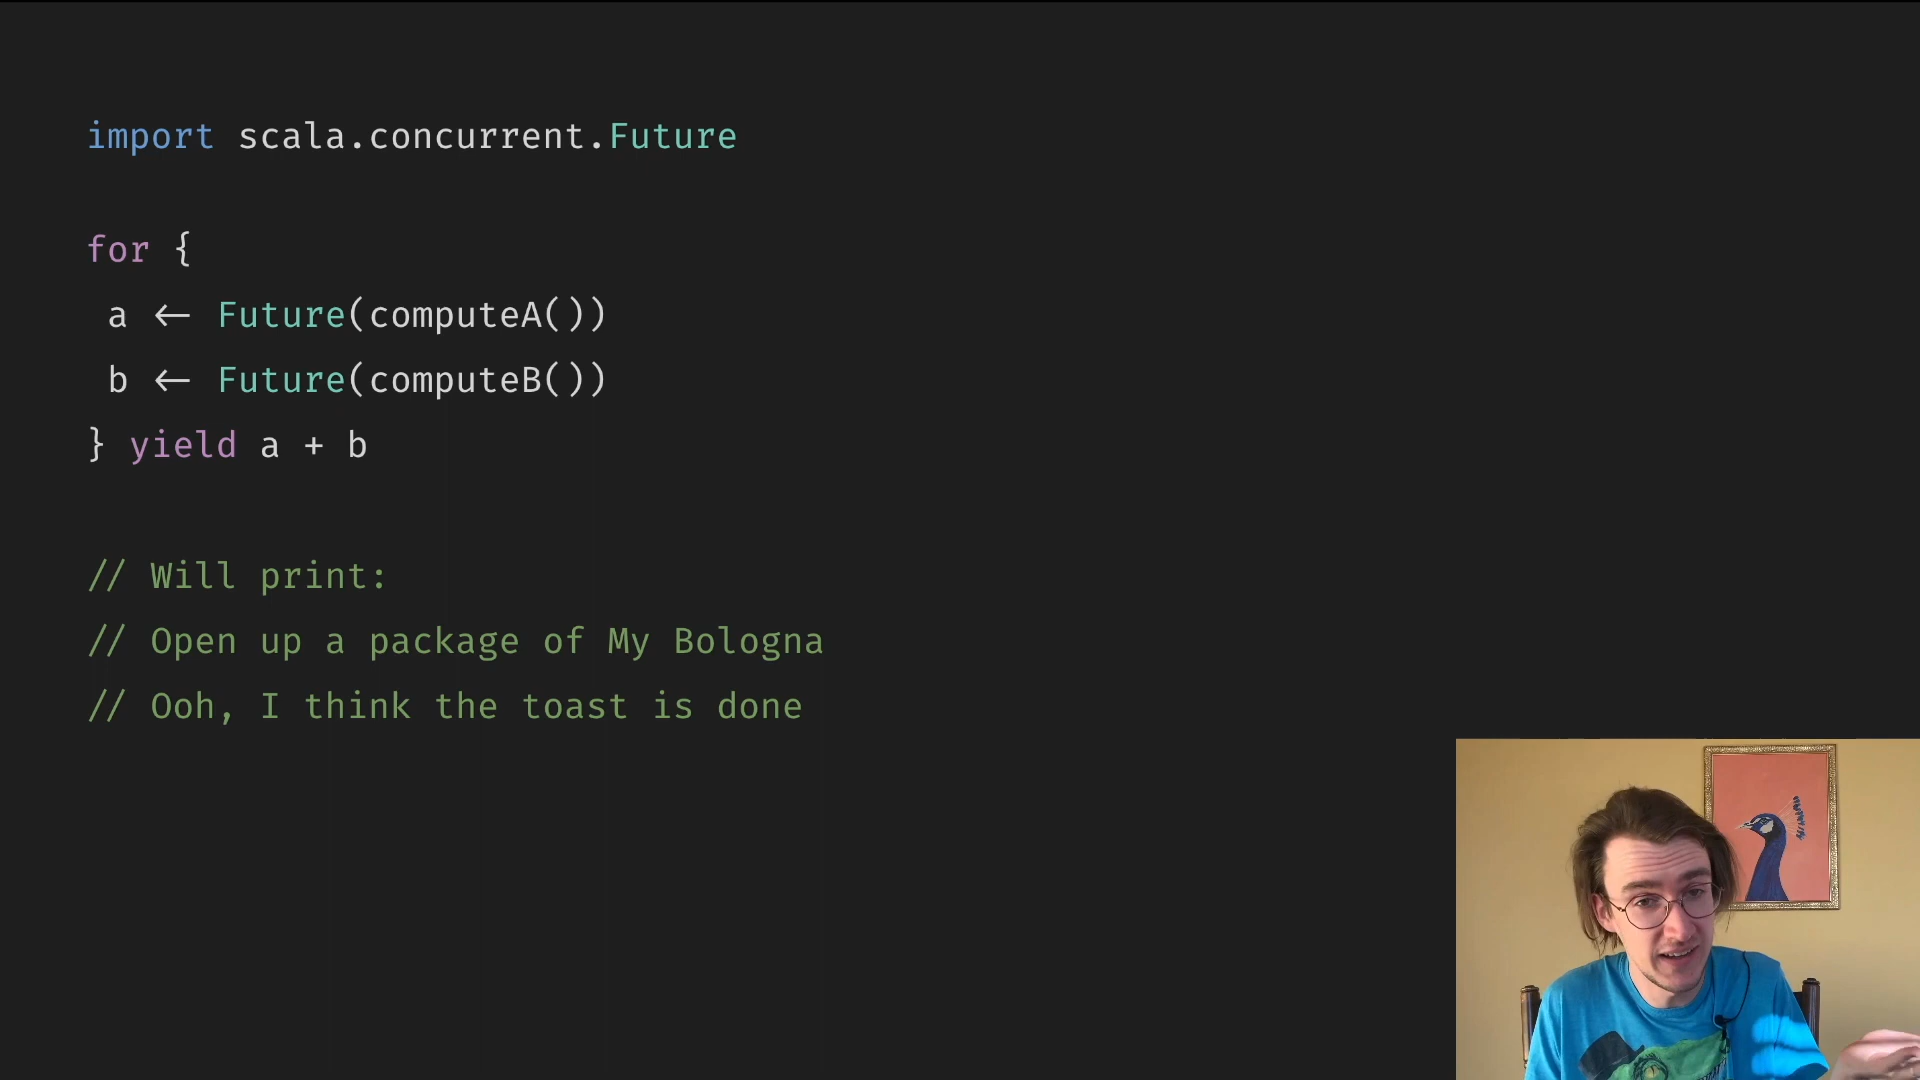 import scala.concurrent.Future
for {
a <- Future(computeA())
b <- Future(computeB())
} yield a + b
// Will print:
// Open up a package of My Bologna
// Ooh, I think the toast is done